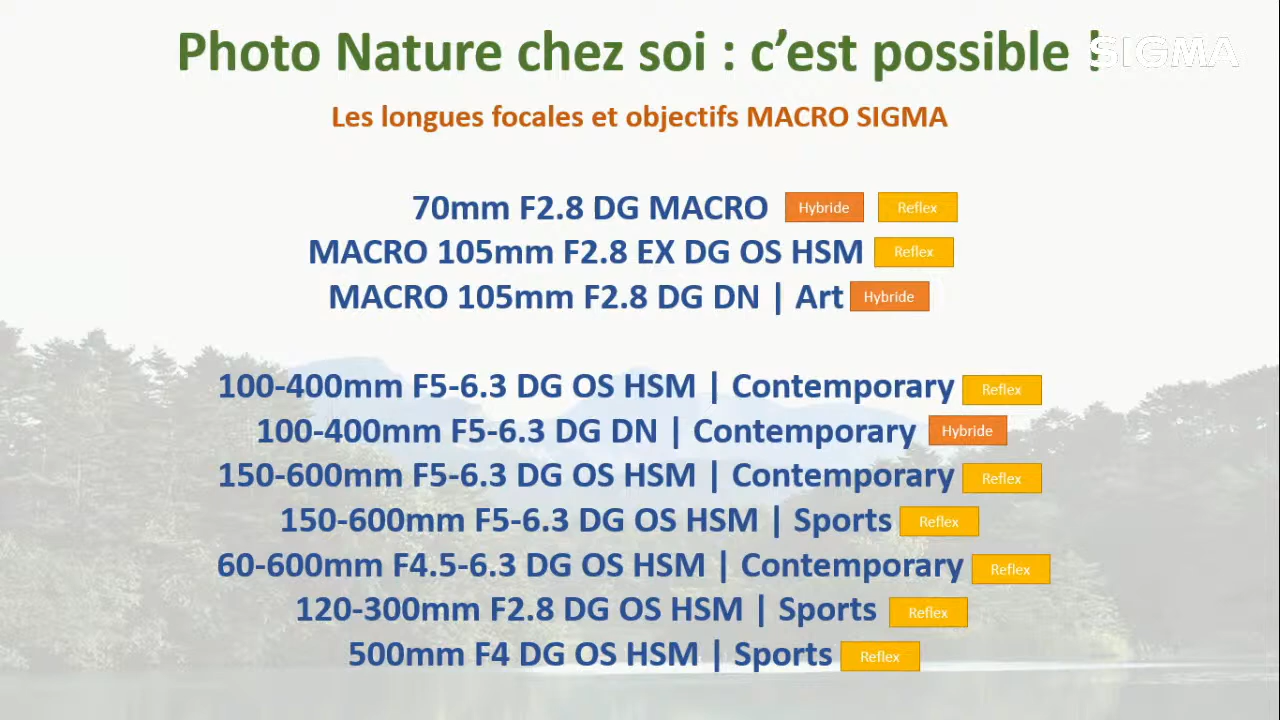 Photo Nature chez soi : c'est possible !
SIGMA
Les longues focales et objectifs MACRO SIGMA
70mm F2.8 DG MACRO Hybride Reflex
MACRO 105mm F2.8 EX DG OS HSM Reflex
MACRO 105mm F2.8 DG DN | Art Hybride
100-400mm F5-6.3 DG OS HSM | Contemporary Reflex
100-400mm F5-6.3 DG DN | Contemporary Hybride
150-600mm F5-6.3 DG OS HSM | Contemporary Reflex
150-600mm F5-6.3 DG OS HSM | Sports Reflex
60-600mm F4.5-6.3 DG OS HSM | Contemporary Reflex
120-300mm F2.8 DG OS HSM | Sports Reflex
500mm F4 DG OS HSM | Sports Reflex